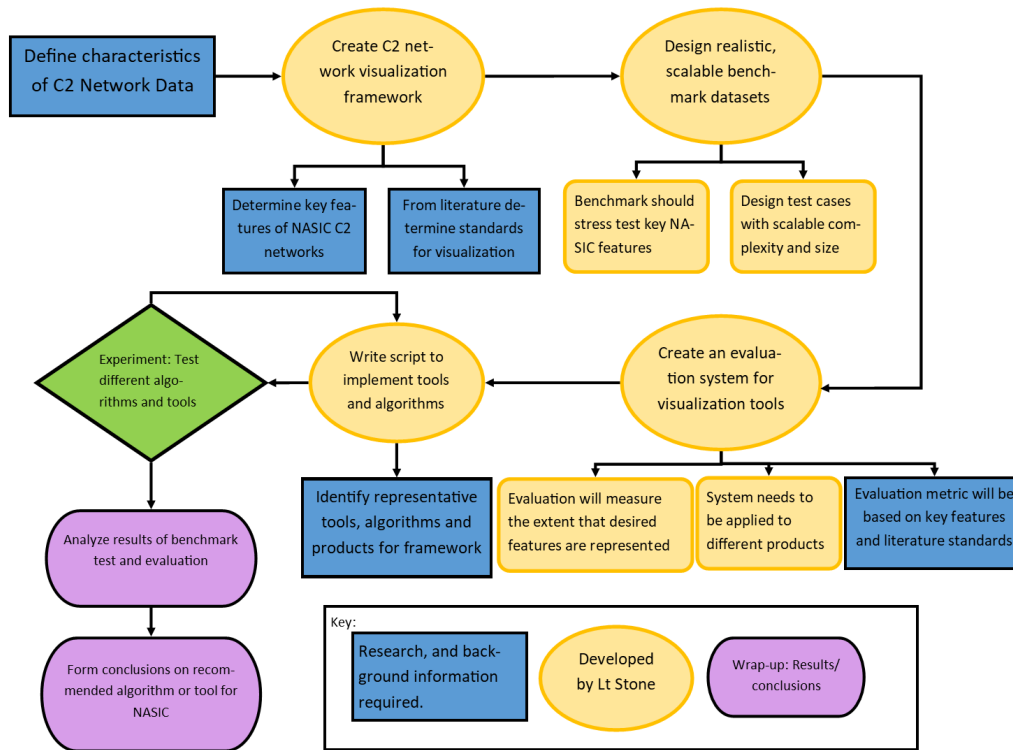 Define characteristics
of C2 Network Data
Create C2 net-
work visualization
framework
Design realistic,
scalable bench-
mark datasets
Determine key fea-
tures of NASIC C2
networks
From literature de-
termine standards
for visualization
Benchmark should
stress test key NA-
SIC features
Design test cases
with scalable com-
plexity and size
Experiment: Test
different algo-
rithms and tools
Write script to
implement tools
and algorithms
Create an evalua-
tion system for
visualization tools
Identify representative
tools, algorithms and
products for framework
Evaluation will measure
the extent that desired
features are represented
System needs to
be applied to
different products
Evaluation metric will be
based on key features
and literature standards
Analyze results of benchmark
test and evaluation
Form conclusions on recom-
mended algorithm or tool for
NASIC
Key:
Research, and back-
ground information
required.
Developed
by Lt Stone
Wrap-up: Results/
conclusions